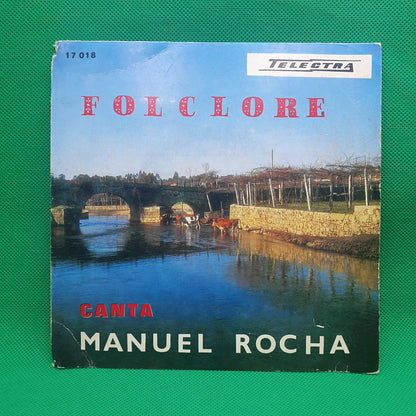 17 018
TELECTRA
FOLCLORE
CANTA
MANUEL ROCHA